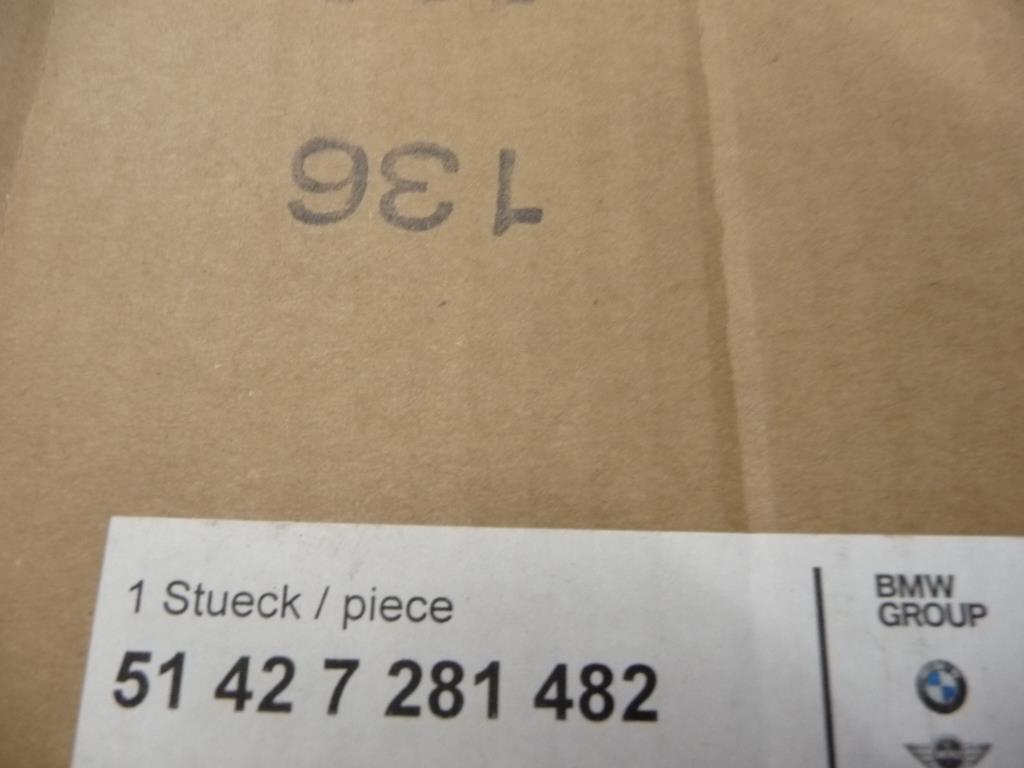 136
1 Stueck / piece
51 42 7 281 482
BMW
GROUP